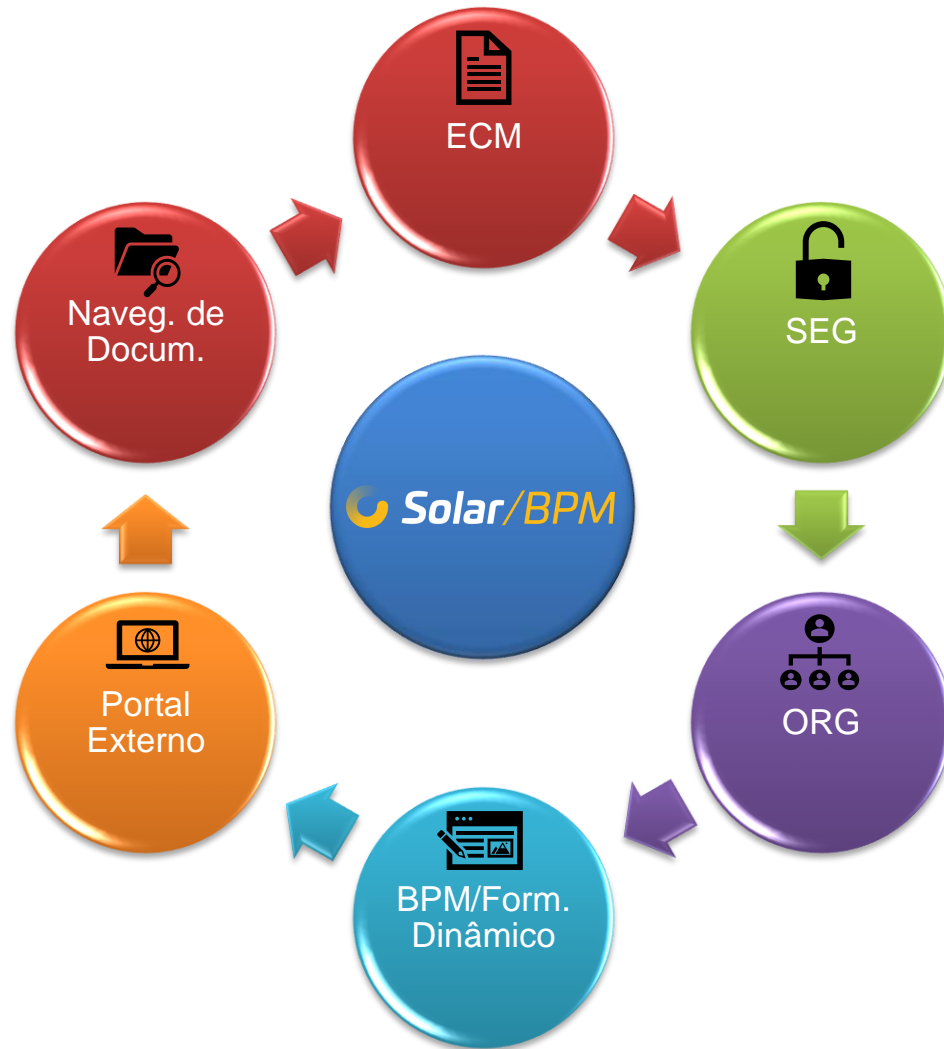 ECM
SEG
ORG
BPM/Form.
Dinâmico
Portal
Externo
Naveg. de
Docum.
Solar/BPM